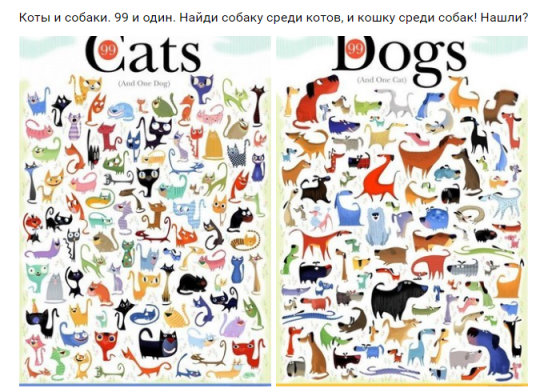 Коты и собаки. 99 и один. Найди собаку среди котов, и кошку среди собак! Нашли?
99
Cats
(And One Dog)
99
Dogs
(And One Cat)